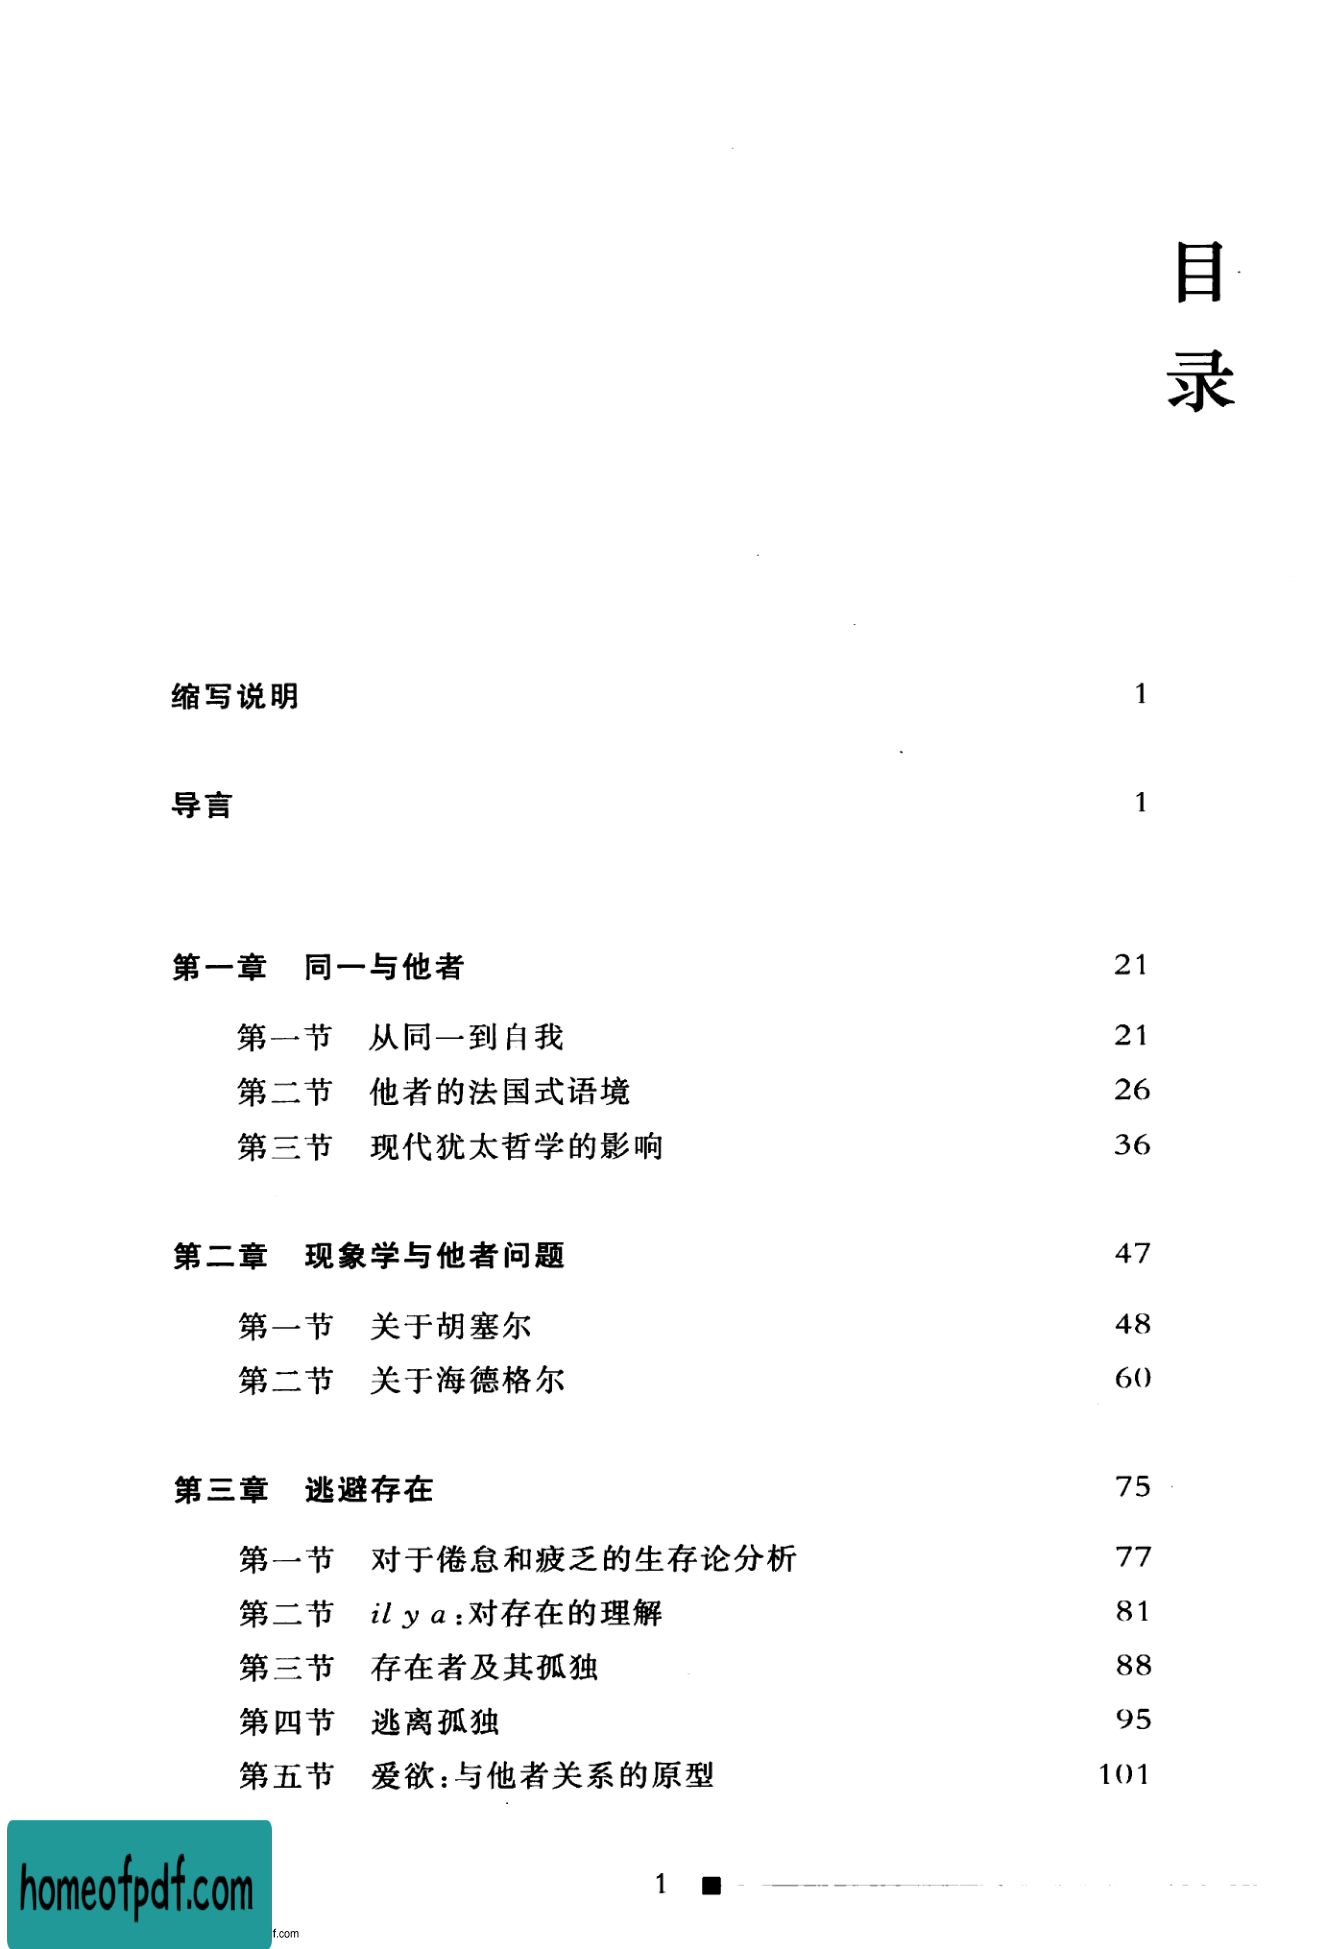 目录
缩写说明 1
导言 1
第一章 同一与他者 21
第一节 从同一到自我 21
第二节 他者的法国式语境 26
第三节 现代犹太哲学的影响 36
第二章 现象学与他者问题 47
第一节 关于胡塞尔 48
第二节 关于海德格尔 60
第三章 逃避存在 75
第一节 对于倦怠和疲乏的生存论分析 77
第二节 il y a:对存在的理解 81
第三节 存在者及其孤独 88
第四节 逃离孤独 95
第五节 爱欲:与他者关系的原型 101
1
homeofpdf.com
f.com